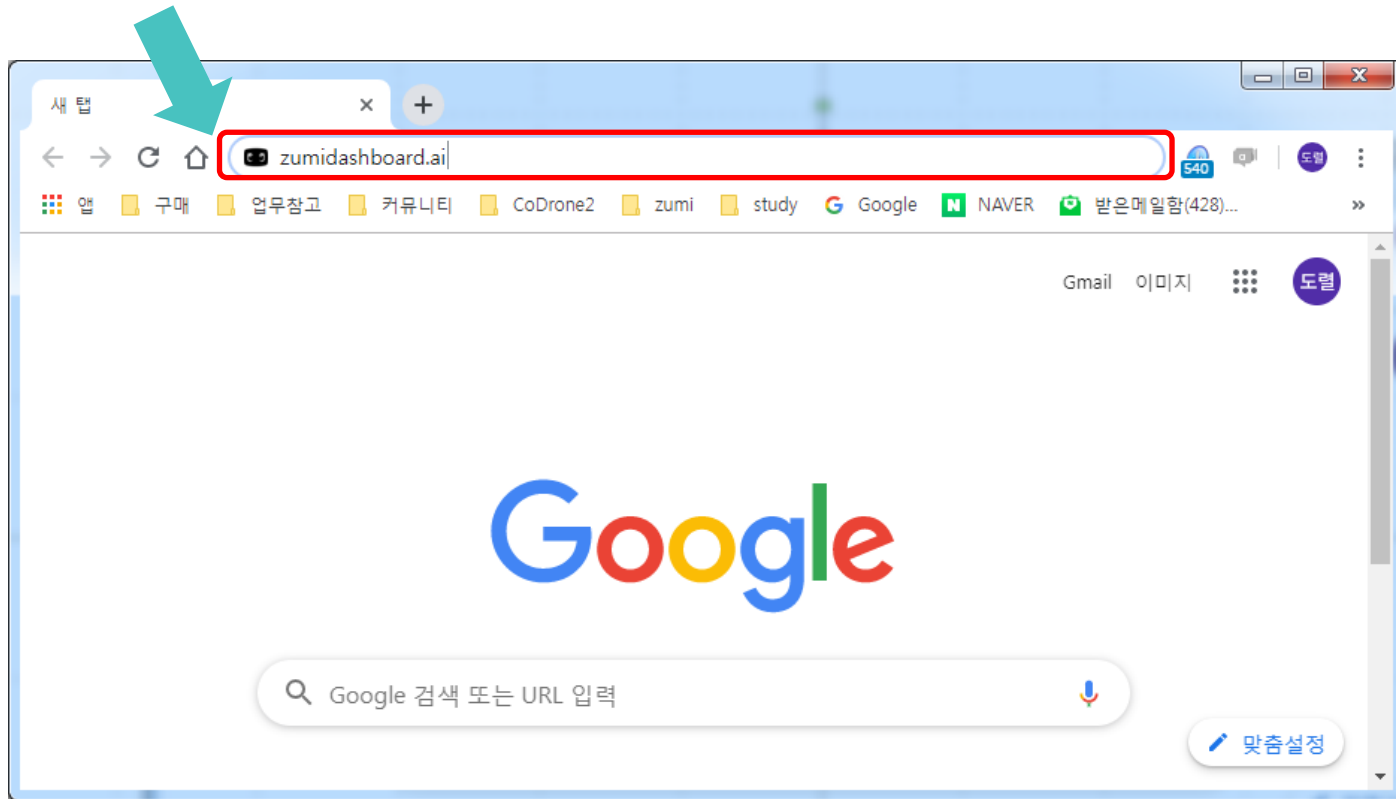 새 탭
zumidashboard.ai
540
도렬
앱 구매 업무참고 커뮤니티 CoDrone2 zumi study G Google N NAVER 받은메일함(428)...
Gmail 이미지 도렬
Google
Google 검색 또는 URL 입력
맞춤설정